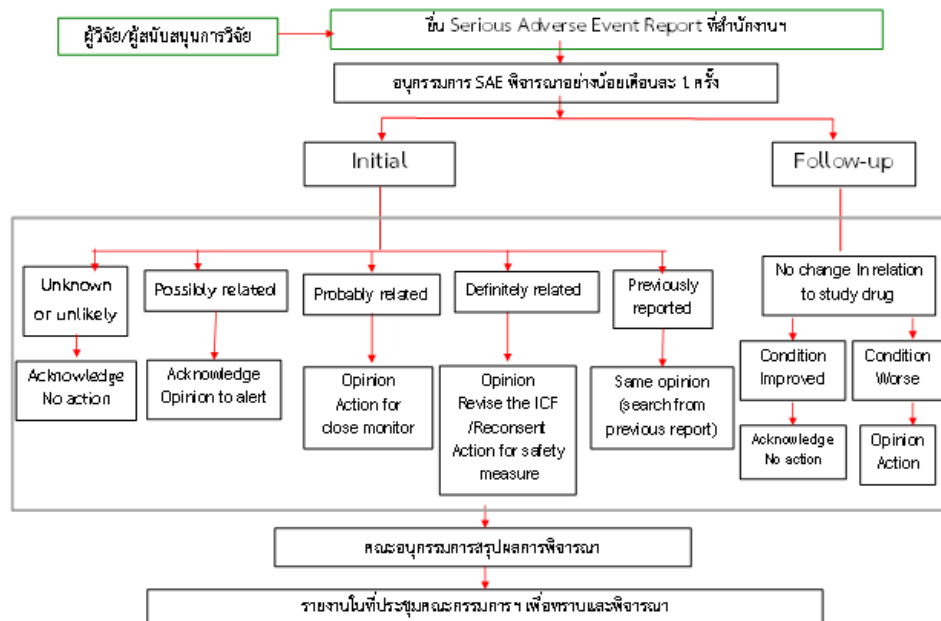 ผู้วิจัย/ผู้สนับสนุนการวิจัย
ยื่น Serious Adverse Event Report ที่สำนักงานฯ
อนุกรรมการ SAE พิจารณาอย่างน้อยเดือนละ 1 ครั้ง
Initial
Follow-up
Unknown
or unlikely
Possibly related
Probably related
Definitely related
Previously
reported
No change In relation
to study drug
Acknowledge
No action
Acknowledge
Opinion to alert
Opinion
Action for
close monitor
Opinion
Revise the ICF
/Reconsent
Action for safety
measure
Same opinion
(search from
previous report)
Condition
Improved
Condition
Worse
Acknowledge
No action
Opinion
Action
คณะอนุกรรมการสรุปผลการพิจารณา
รายงานในที่ประชุมคณะกรรมการฯ เพื่อทราบและพิจารณา